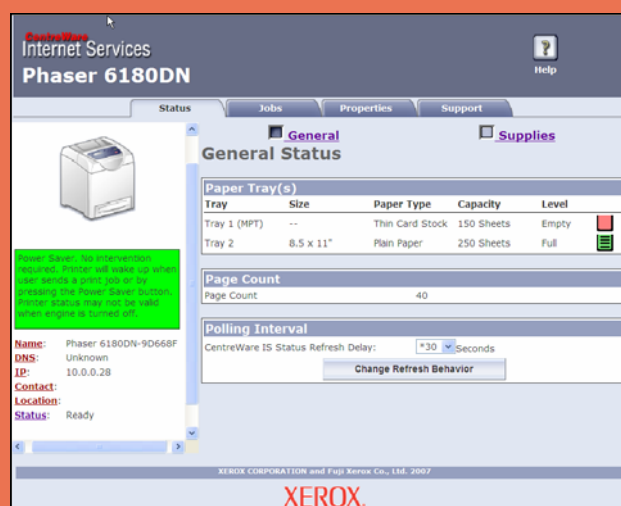 CentreWare
Internet Services
Phaser 6180DN
?
Help
Status Jobs Properties Support
General Supplies
General Status
Paper Tray(s)
Tray Size Paper Type Capacity Level
Tray 1 (MPT) -- Thin Card Stock 150 Sheets Empty
Tray 2 8.5 x 11" Plain Paper 250 Sheets Full
Page Count
Page Count 40
Polling Interval
CentreWare IS Status Refresh Delay: *30 Seconds
Change Refresh Behavior
Power Saver. No intervention
required. Printer will wake up when
user sends a print job or by
pressing the Power Saver button.
Printer status may not be valid
when engine is turned off.
Name: Phaser 6180DN-9D668F
DNS: Unknown
IP: 10.0.0.28
Contact:
Location:
Status: Ready
XEROX CORPORATION and Fuji Xerox Co., Ltd. 2007
XEROX.